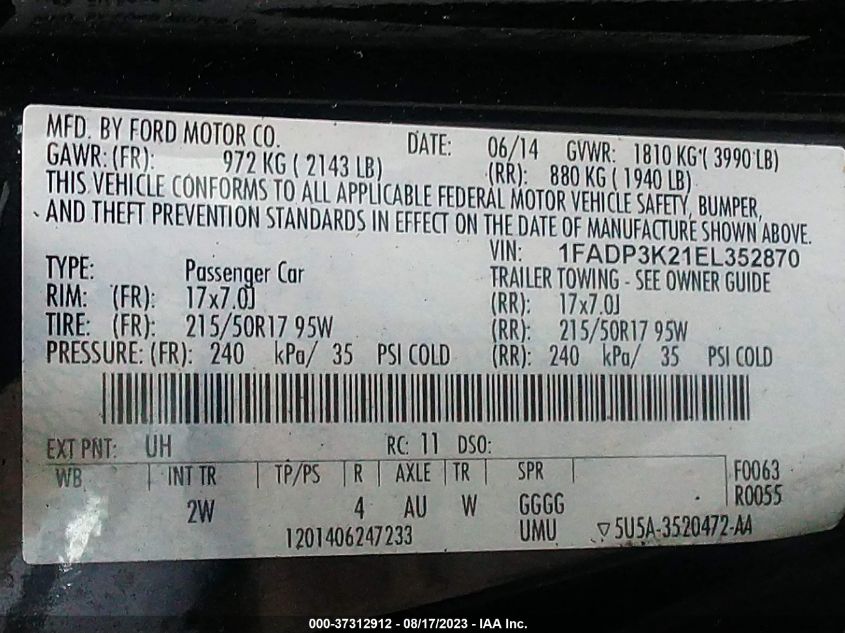 MFD. BY FORD MOTOR CO. DATE: 06/14 GVWR: 1810 KG ( 3990 LB)
GAWR: (FR): 972 KG ( 2143 LB) (RR): 880 KG ( 1940 LB)
THIS VEHICLE CONFORMS TO ALL APPLICABLE FEDERAL MOTOR VEHICLE SAFETY, BUMPER,
AND THEFT PREVENTION STANDARDS IN EFFECT ON THE DATE OF MANUFACTURE SHOWN ABOVE.
VIN: 1FADP3K21EL352870
TYPE: Passenger Car TRAILER TOWING - SEE OWNER GUIDE
RIM: (FR): 17x7.0J (RR): 17x7.0J
TIRE: (FR): 215/50R17 95W (RR): 215/50R17 95W
PRESSURE: (FR): 240 kPa/ 35 PSI COLD (RR): 240 kPa/ 35 PSI COLD
EXT PNT: UH RC: 11 DSO:
WB INT TR TP/PS R AXLE TR SPR F0063
2W 4 AU W GGGG R0055
1201406247233 UMU 5U5A-3520472-AA
000-37312912 - 08/17/2023 - IAA Inc.